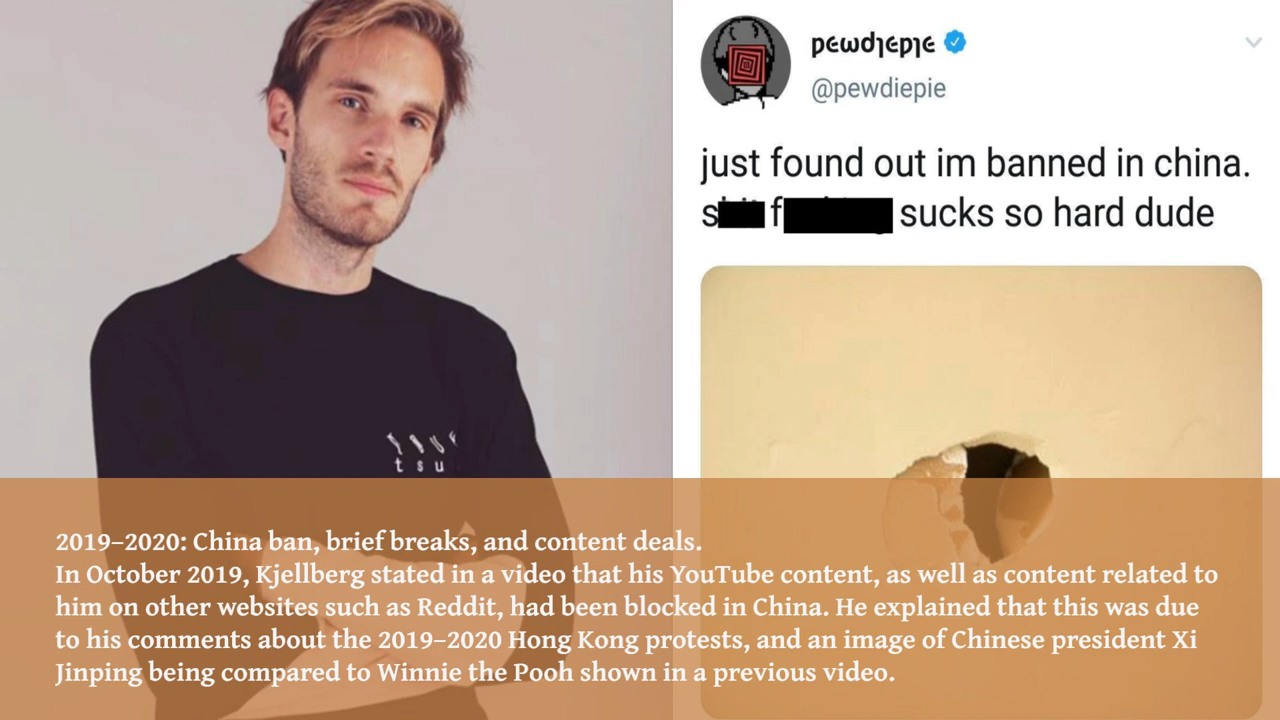 pewdiepie
@pewdiepie
just found out im banned in china.
s f sucks so hard dude
t s u
2019–2020: China ban, brief breaks, and content deals.
In October 2019, Kjellberg stated in a video that his YouTube content, as well as content related to
him on other websites such as Reddit, had been blocked in China. He explained that this was due
to his comments about the 2019–2020 Hong Kong protests, and an image of Chinese president Xi
Jinping being compared to Winnie the Pooh shown in a previous video.